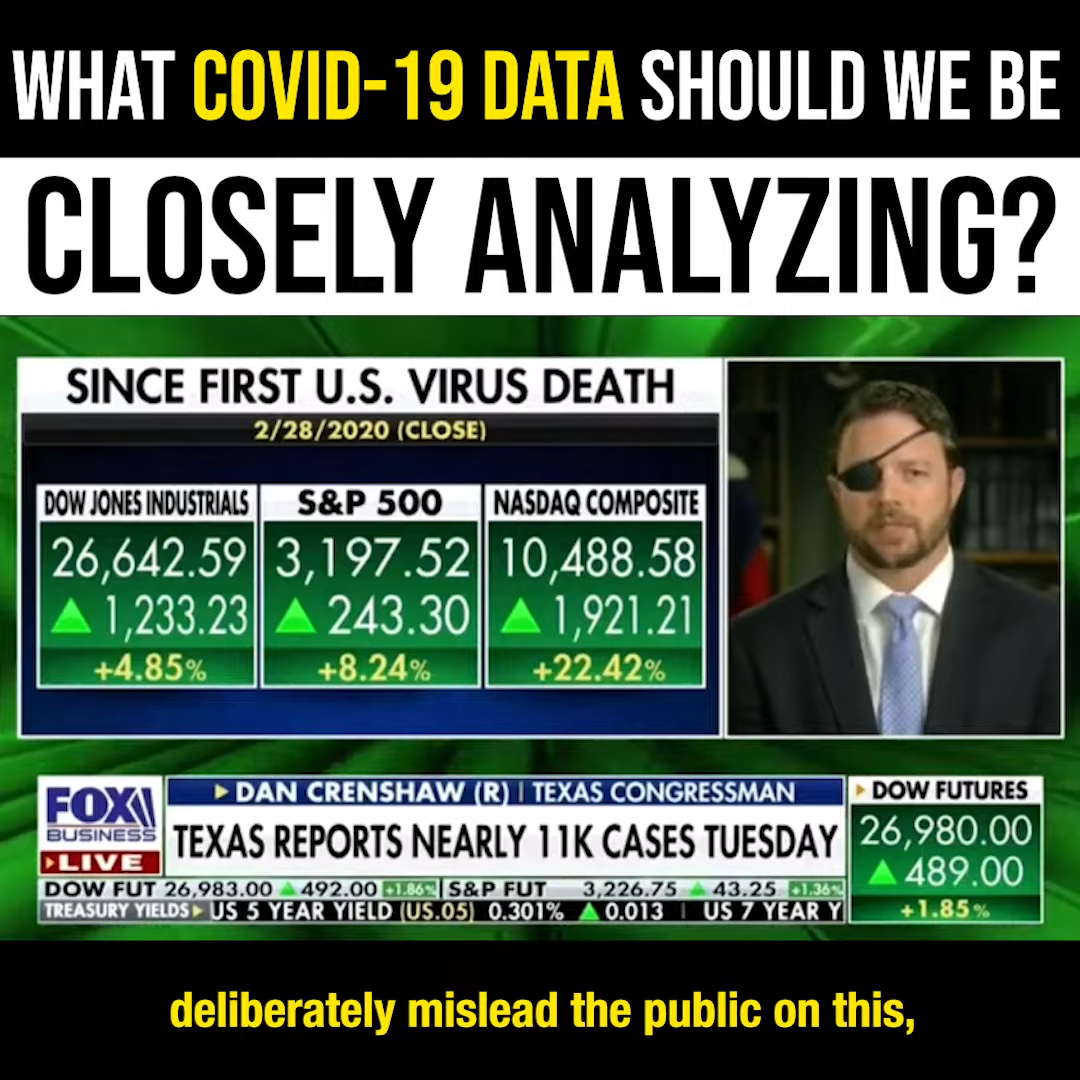 WHAT COVID-19 DATA SHOULD WE BE
CLOSELY ANALYZING?
SINCE FIRST U.S. VIRUS DEATH
2/28/2020 (CLOSE)
DOW JONES INDUSTRIALS
26,642.59
▲ 1,233.23
+4.85%
S&P 500
3,197.52
▲ 243.30
+8.24%
NASDAQ COMPOSITE
10,488.58
▲ 1,921.21
+22.42%
FOX
BUSINESS
LIVE
DAN CRENSHAW (R) | TEXAS CONGRESSMAN
TEXAS REPORTS NEARLY 11K CASES TUESDAY
DOW FUTURES
26,980.00
▲ 489.00
+1.85%
DOW FUT 26,983.00 ▲ 492.00 +1.86% | S&P FUT 3,226.75 ▲ 43.25 +1.36%
TREASURY YIELDS US 5 YEAR YIELD (US.05) 0.301% ▲ 0.013 | US 7 YEAR Y
deliberately mislead the public on this,